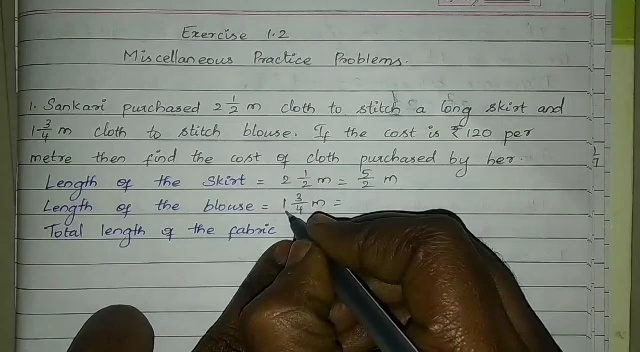 Exercise 1.2
Miscellaneous Practice Problems.
1. Sankari purchased 2 1/2 m cloth to stitch a long skirt and
1 3/4 m cloth to stitch blouse. If the cost is ₹120 per
metre then find the cost of cloth purchased by her.
Length of the skirt = 2 1/2 m = 5/2 m
Length of the blouse = 1 3/4 m =
Total length of the fabric